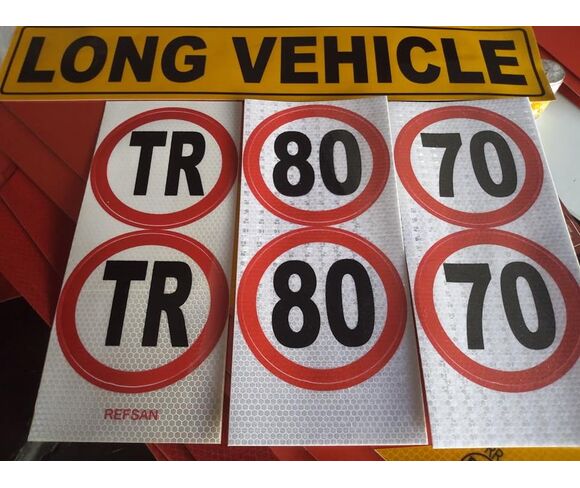 LONG VEHICLE
TR 80 70
TR 80 70
REFSAN